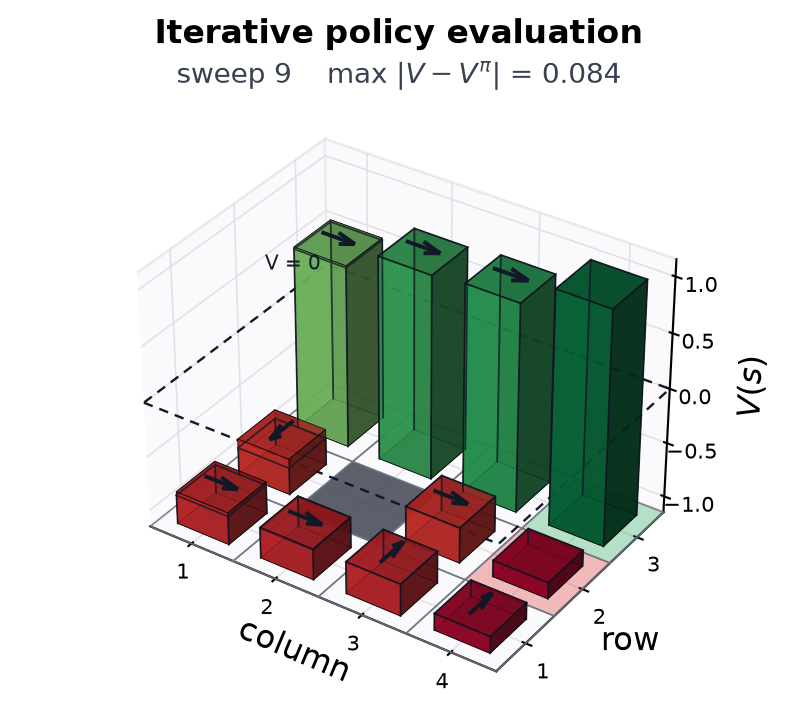 Iterative policy evaluation
sweep 9    max |V − V^π| = 0.084
V = 0
1.0
0.5
0.0
−0.5
−1.0
V(s)
1
2
3
4
column
1
2
3
row